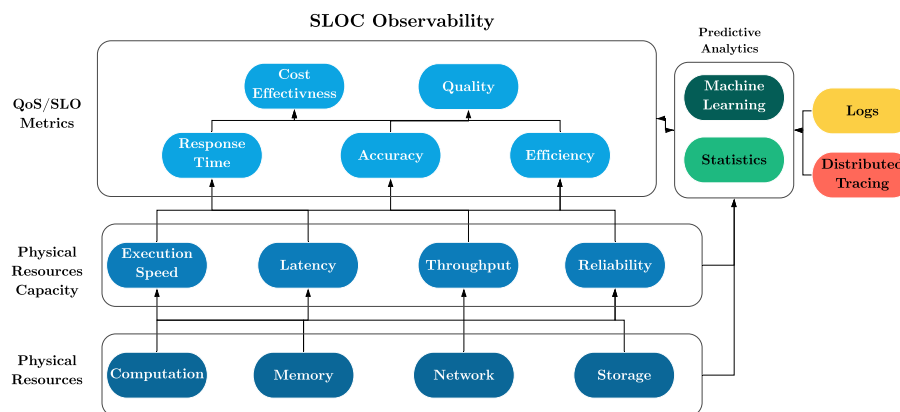 SLOC Observability
Predictive
Analytics
QoS/SLO
Metrics
Cost
Effectivness
Quality
Response
Time
Accuracy
Efficiency
Machine
Learning
Statistics
Logs
Distributed
Tracing
Physical
Resources
Capacity
Execution
Speed
Latency
Throughput
Reliability
Physical
Resources
Computation
Memory
Network
Storage